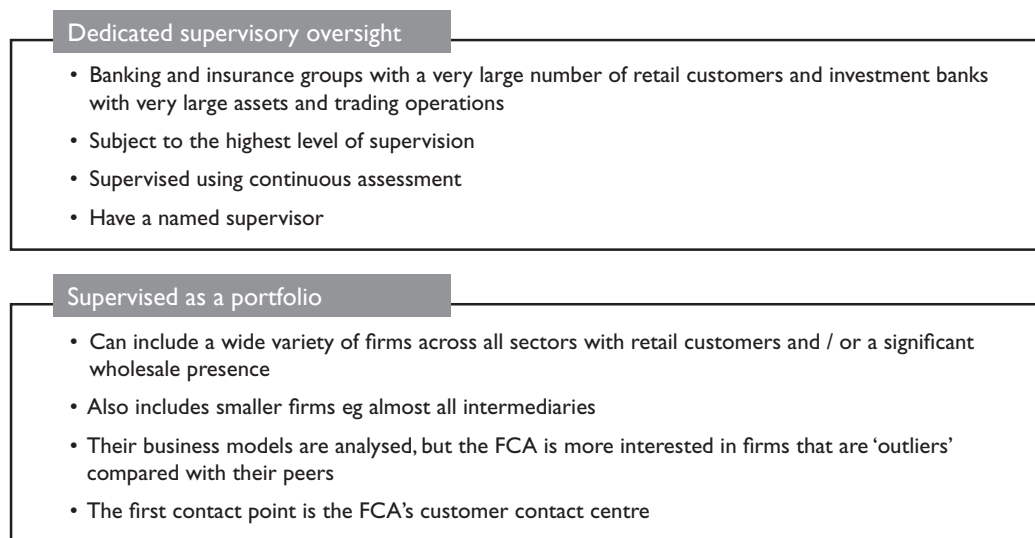 Dedicated supervisory oversight
• Banking and insurance groups with a very large number of retail customers and investment banks
with very large assets and trading operations
• Subject to the highest level of supervision
• Supervised using continuous assessment
• Have a named supervisor
Supervised as a portfolio
• Can include a wide variety of firms across all sectors with retail customers and / or a significant
wholesale presence
• Also includes smaller firms eg almost all intermediaries
• Their business models are analysed, but the FCA is more interested in firms that are ‘outliers’
compared with their peers
• The first contact point is the FCA’s customer contact centre